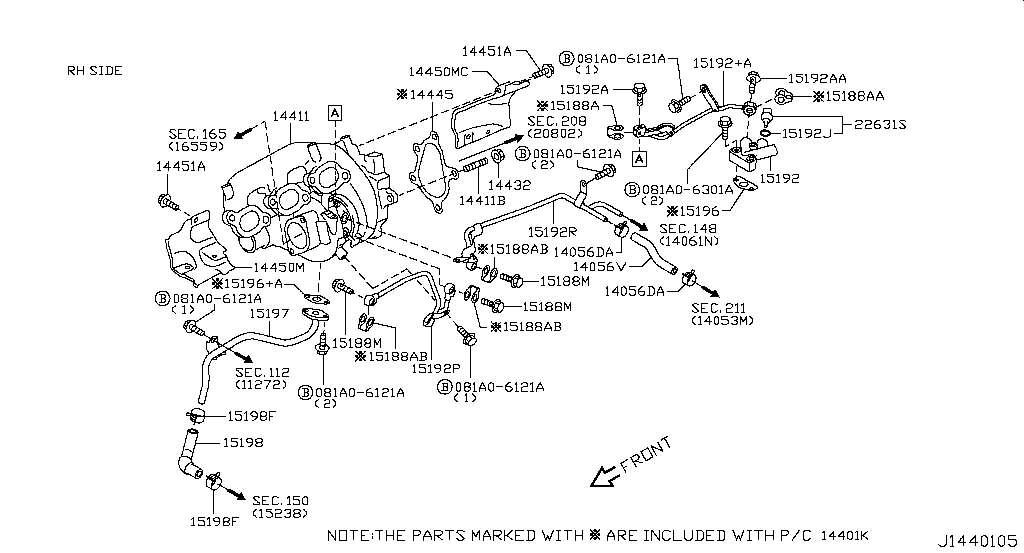 RH SIDE
14451A
14450MC
※14445
B 081A0-6121A
(1)
15192+A
15192A
15192AA
※15188A
※15188AA
A
14411
SEC.208
(20802)
22631S
15192J
SEC.165
(16559)
14451A
B 081A0-6121A
(2)
14432
14411B
A
15192
B 081A0-6301A
(2)
※15196
15192R
SEC.148
(14061N)
※15188AB
14056DA
14056V
14450M
※15196+A
15188M
14056DA
B 081A0-6121A
(1)
15197
15188M
SEC.211
(14053M)
※15188AB
15188M
※15188AB
15192P
SEC.112
(11272)
B 081A0-6121A
(2)
B 081A0-6121A
(1)
15198F
15198
FRONT
SEC.150
(15238)
15198F
NOTE;THE PARTS MARKED WITH ※ ARE INCLUDED WITH P/C 14401K
J1440105